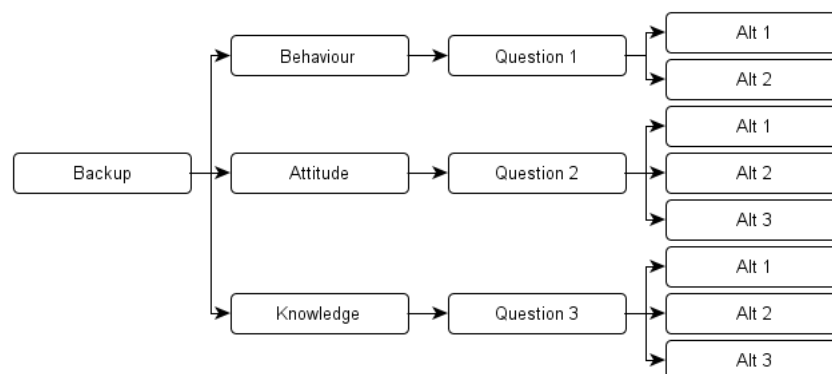 Alt 1
Behaviour
Question 1
Alt 2
Alt 1
Backup
Attitude
Question 2
Alt 2
Alt 3
Alt 1
Knowledge
Question 3
Alt 2
Alt 3